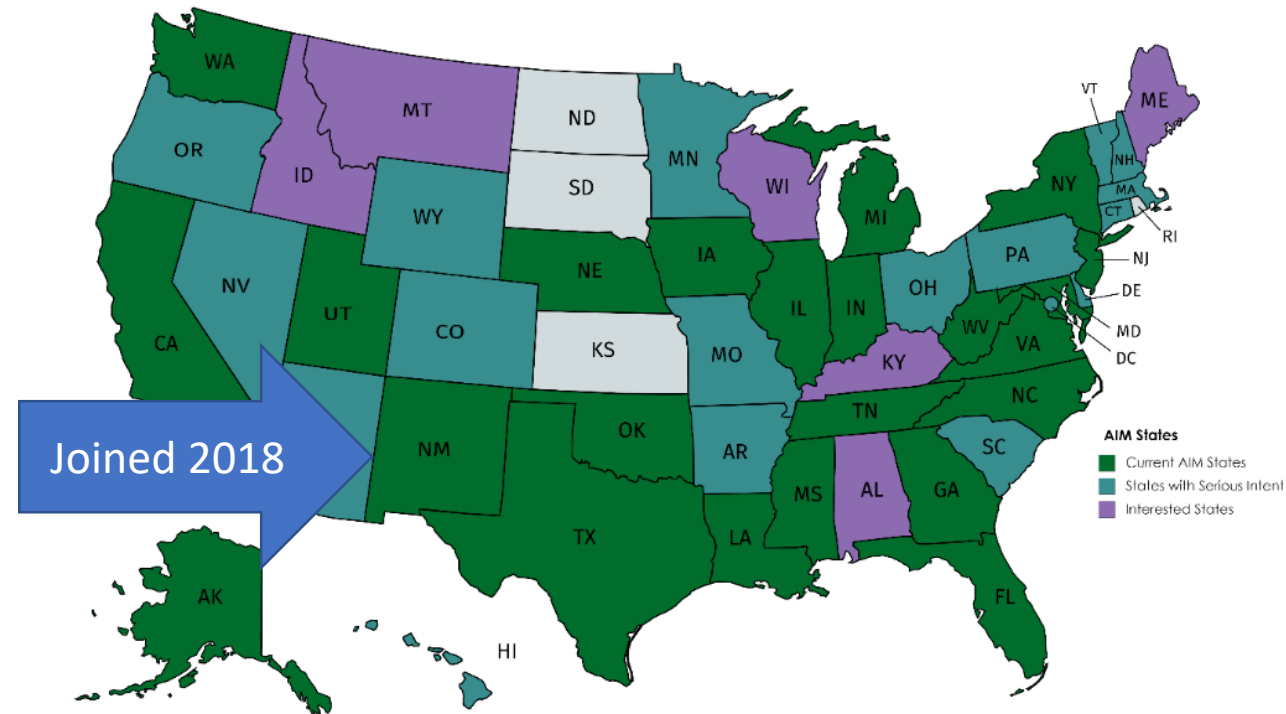 WA
MT
ND
MN
VT
ME
OR
ID
SD
WI
NH
WY
MI
NY
MA
CT
RI
NV
NE
IA
PA
NJ
UT
CO
IL
IN
OH
DE
CA
KS
MO
WV
VA
MD
KY
DC
NC
TN
Joined 2018
NM
OK
AR
SC
AIM States
Current AIM States
MS
AL
GA
States with Serious Intent
Interested States
TX
LA
AK
FL
HI